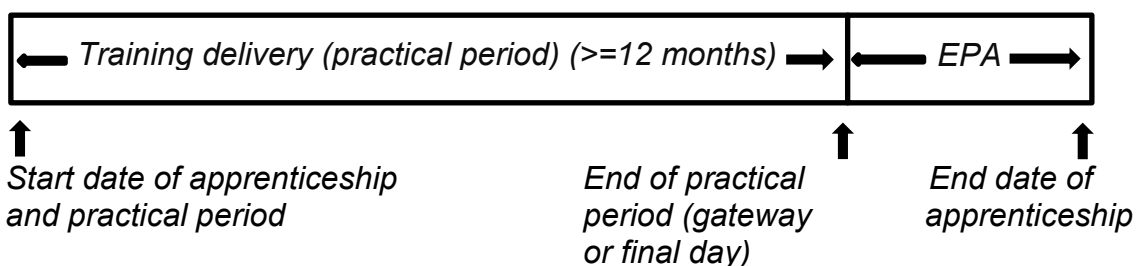 Training delivery (practical period) (>=12 months)
EPA
Start date of apprenticeship
and practical period
End of practical
period (gateway
or final day)
End date of
apprenticeship